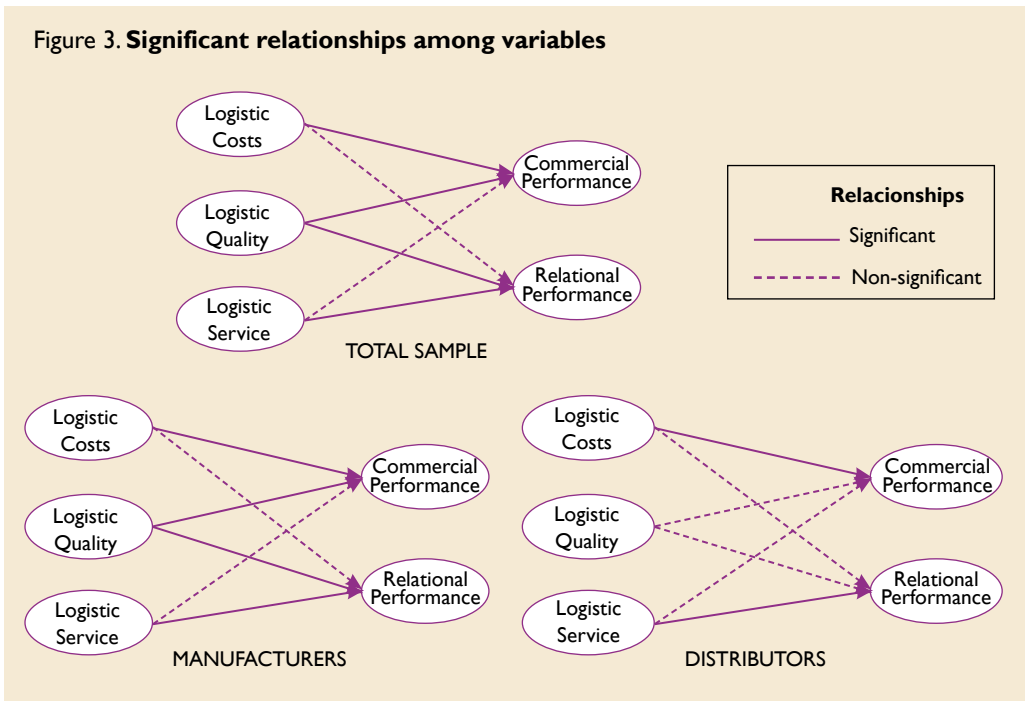 Figure 3. Significant relationships among variables
Logistic
Costs
Logistic
Quality
Logistic
Service
Commercial
Performance
Relational
Performance
TOTAL SAMPLE
Relacionships
Significant
Non-significant
Logistic
Costs
Logistic
Quality
Logistic
Service
Commercial
Performance
Relational
Performance
MANUFACTURERS
Logistic
Costs
Logistic
Quality
Logistic
Service
Commercial
Performance
Relational
Performance
DISTRIBUTORS